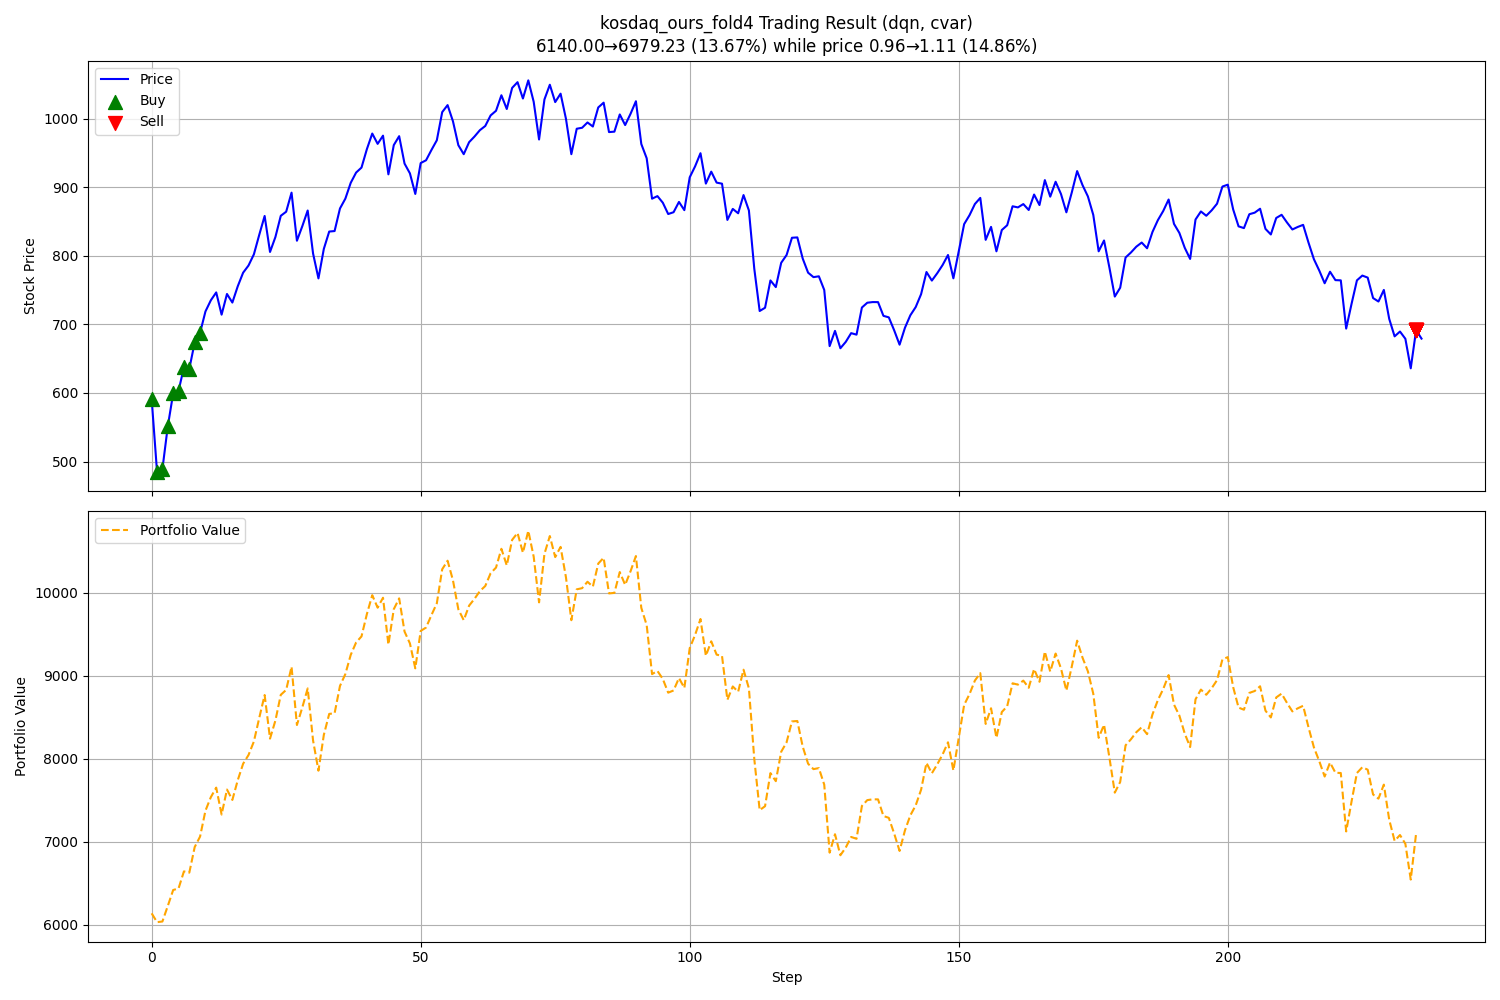 kosdaq_ours_fold4 Trading Result (dqn, cvar)
6140.00→6979.23 (13.67%) while price 0.96→1.11 (14.86%)
Price
Buy
Sell
Stock Price
1000
900
800
700
600
500
Portfolio Value
Portfolio Value
10000
9000
8000
7000
6000
0
50
100
150
200
Step